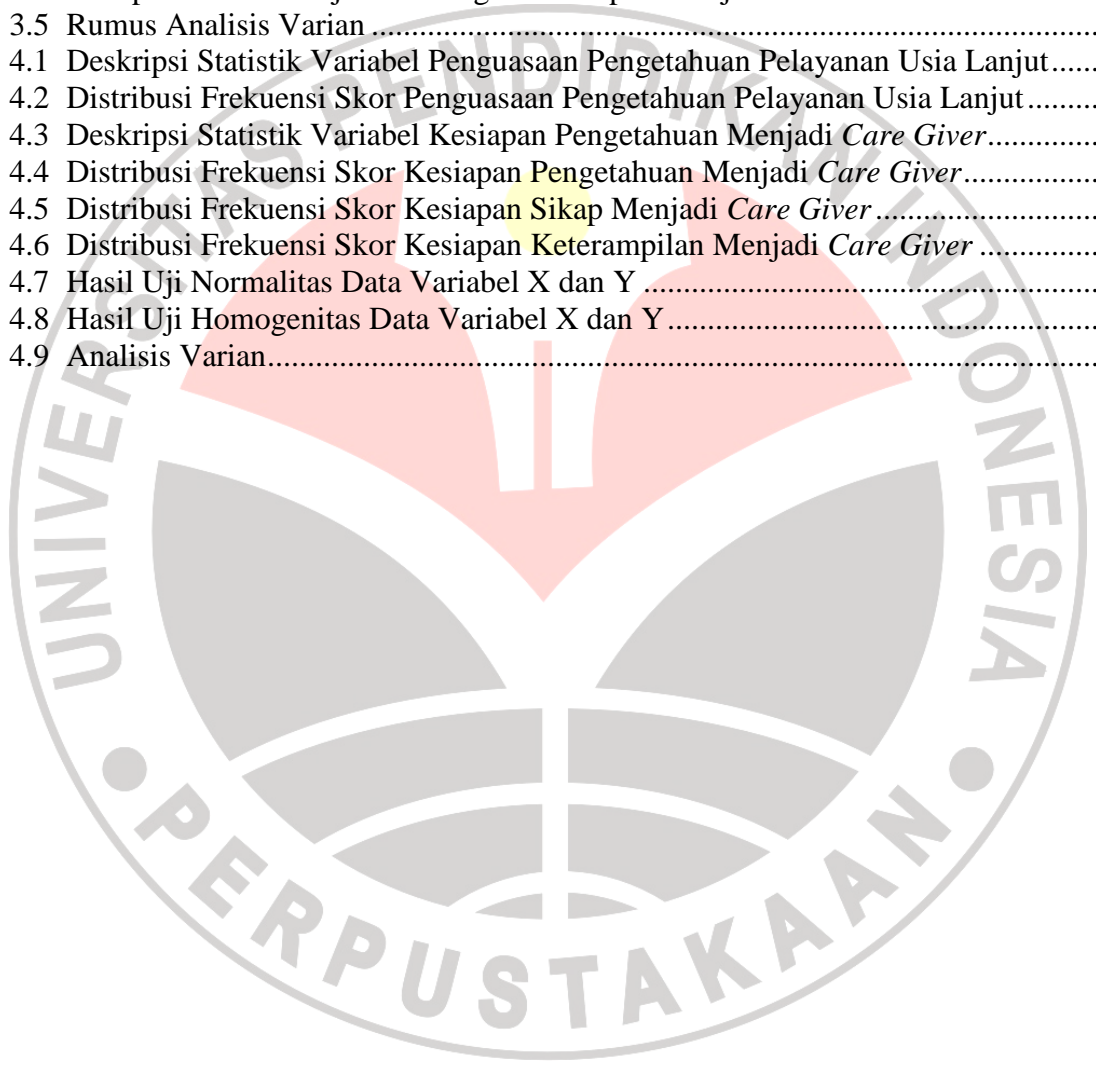 3.5 Rumus Analisis Varian ..........................................................................................
4.1 Deskripsi Statistik Variabel Penguasaan Pengetahuan Pelayanan Usia Lanjut......
4.2 Distribusi Frekuensi Skor Penguasaan Pengetahuan Pelayanan Usia Lanjut.........
4.3 Deskripsi Statistik Variabel Kesiapan Pengetahuan Menjadi Care Giver..............
4.4 Distribusi Frekuensi Skor Kesiapan Pengetahuan Menjadi Care Giver.................
4.5 Distribusi Frekuensi Skor Kesiapan Sikap Menjadi Care Giver ...........................
4.6 Distribusi Frekuensi Skor Kesiapan Keterampilan Menjadi Care Giver ...............
4.7 Hasil Uji Normalitas Data Variabel X dan Y .........................................................
4.8 Hasil Uji Homogenitas Data Variabel X dan Y......................................................
4.9 Analisis Varian.......................................................................................................
UNIVERSITAS PENDIDIKAN INDONESIA
PERPUSTAKAAN